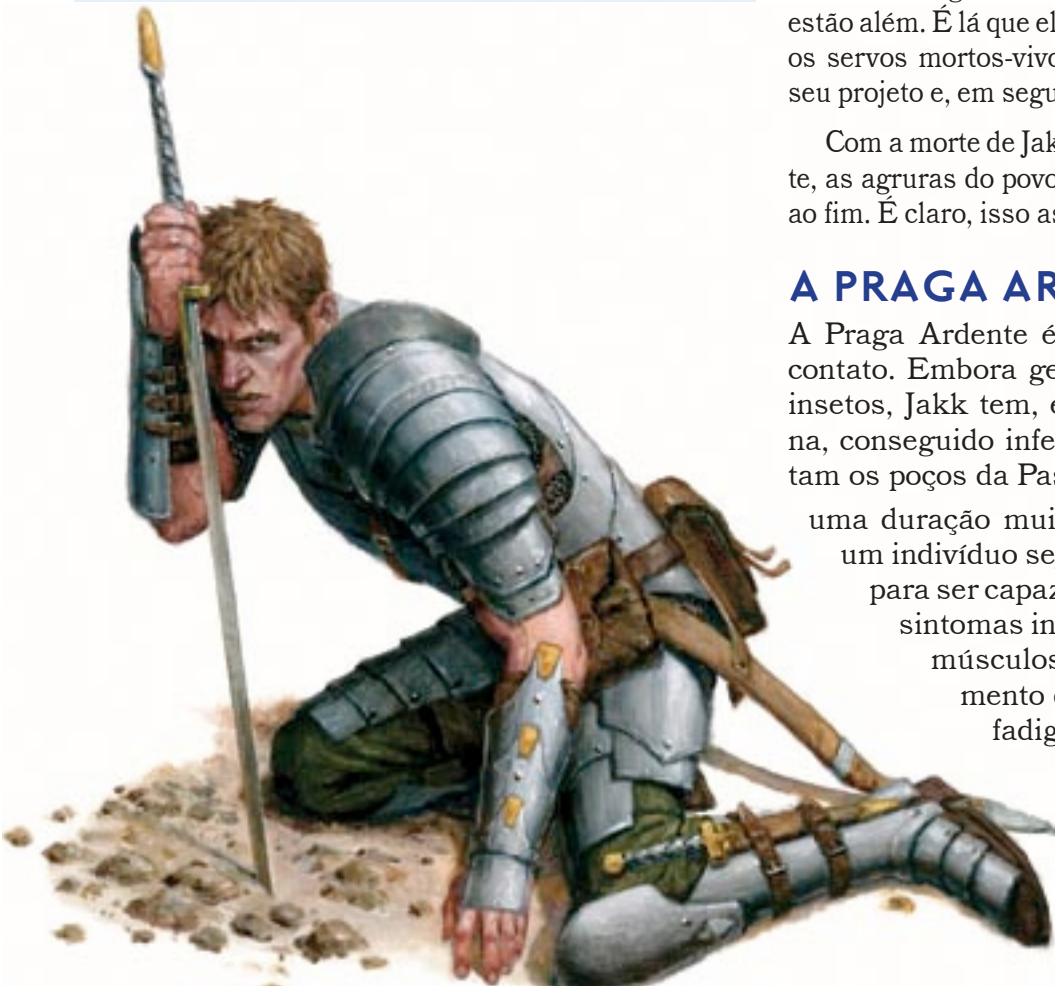 estão além. É lá que el
os servos mortos-vivo
seu projeto e, em segu
Com a morte de Jak
te, as agruras do povo
ao fim. É claro, isso as
A PRAGA AR
A Praga Ardente é
contato. Embora ge
insetos, Jakk tem, e
na, conseguido infe
tam os poços da Pas
uma duração mui
um indivíduo se
para ser capaz
sintomas in
músculos
mento
fadig